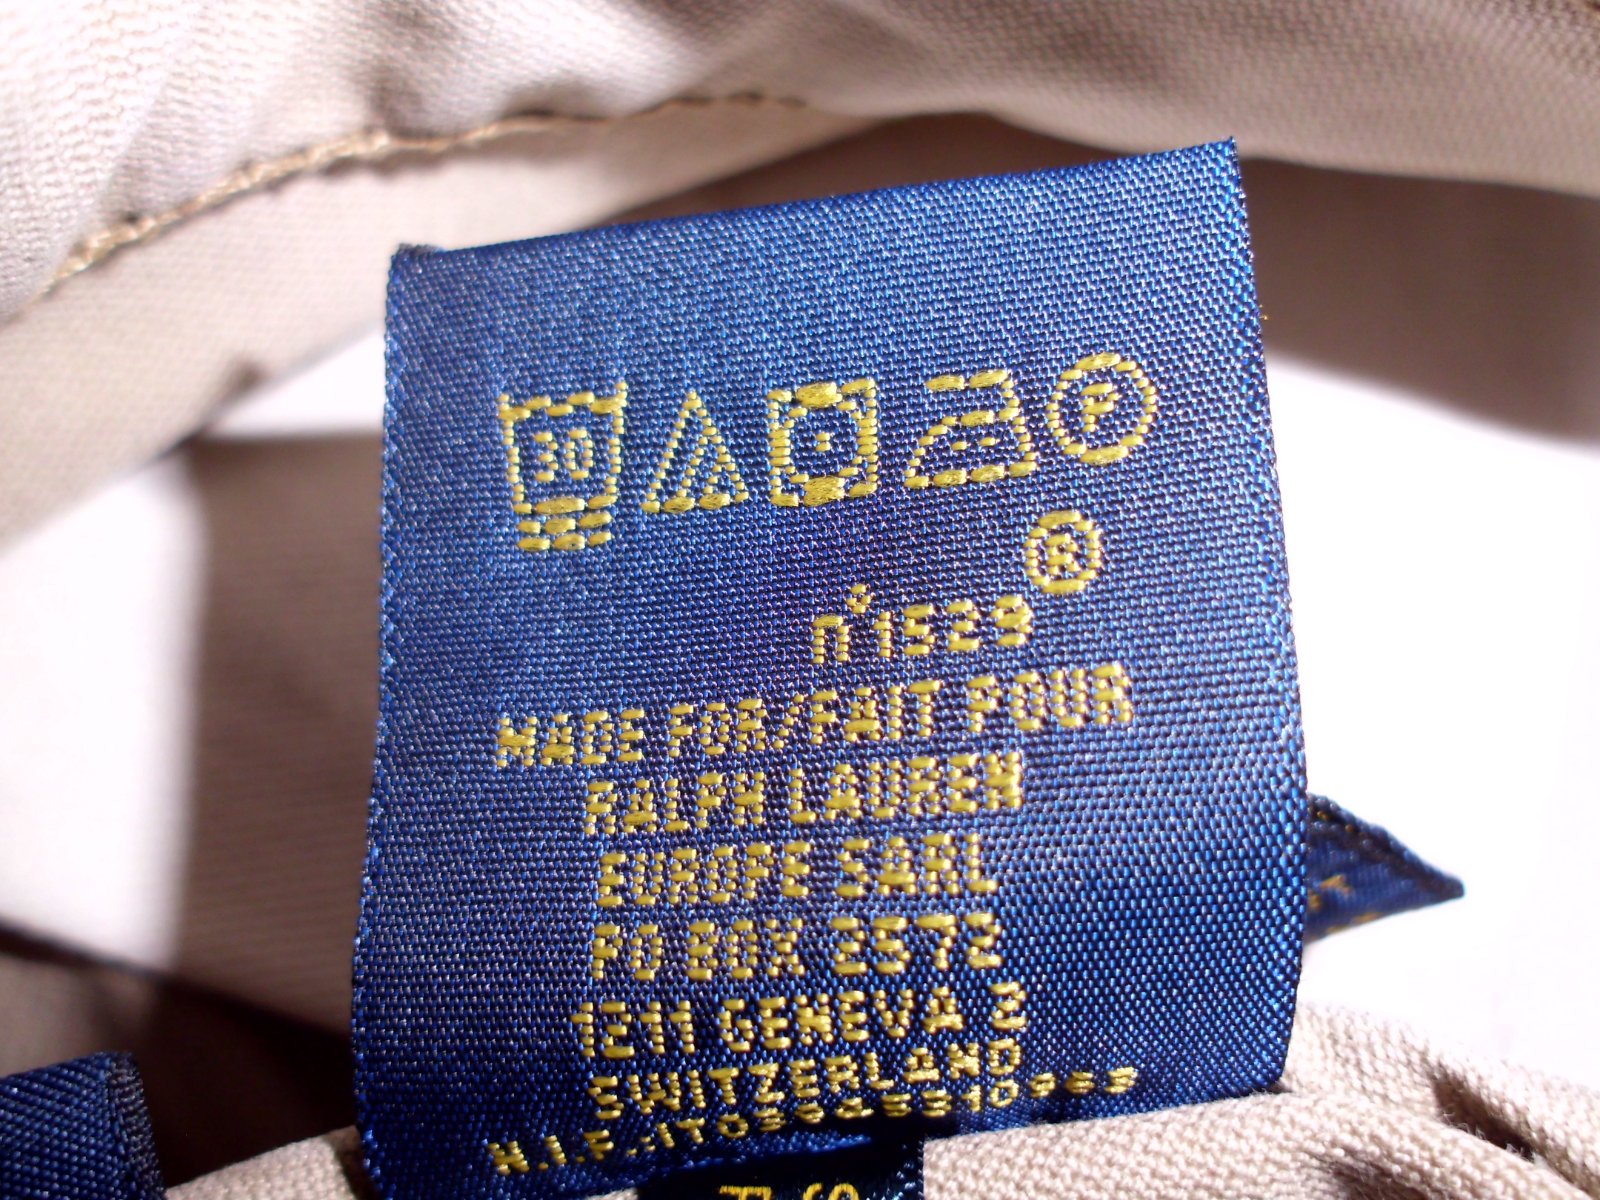 30
P
®
n° 1529
MADE FOR/FAIT POUR
RALPH LAUREN
EUROPE SARL
PO BOX 2572
1211 GENEVA 2
SWITZERLAND
N.I.F.